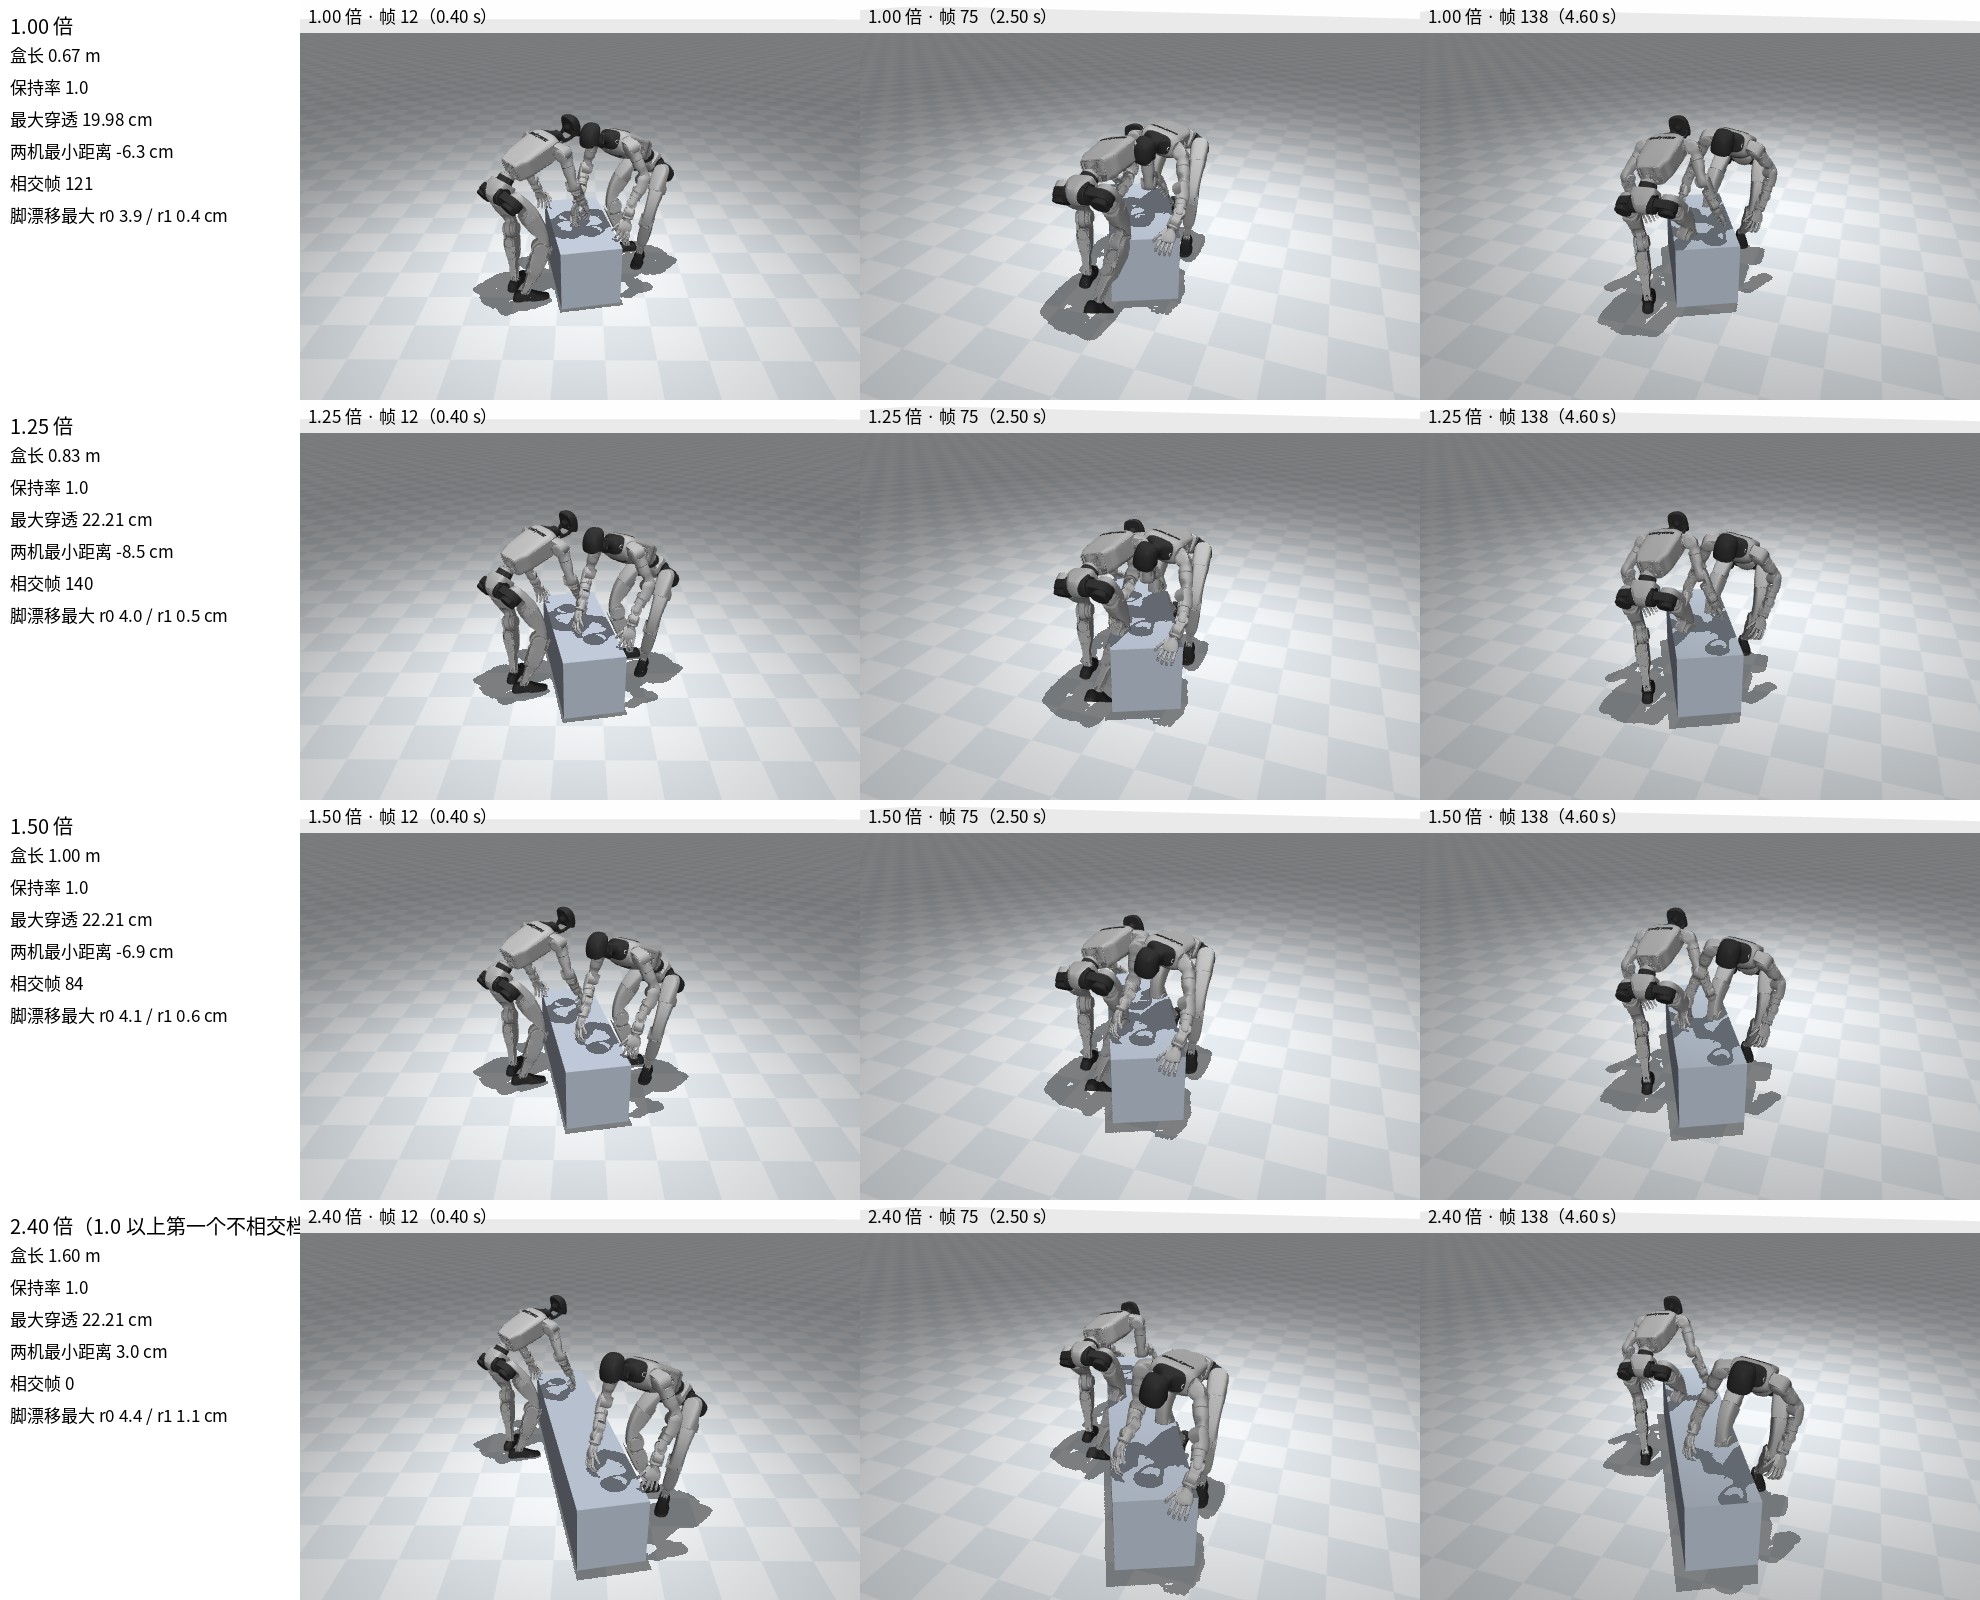 1.00 倍
盒长 0.67 m
保持率 1.0
最大穿透 19.98 cm
两机最小距离 -6.3 cm
相交帧 121
脚漂移最大 r0 3.9 / r1 0.4 cm
1.00 倍 · 帧 12（0.40 s）
1.00 倍 · 帧 75（2.50 s）
1.00 倍 · 帧 138（4.60 s）
1.25 倍
盒长 0.83 m
保持率 1.0
最大穿透 22.21 cm
两机最小距离 -8.5 cm
相交帧 140
脚漂移最大 r0 4.0 / r1 0.5 cm
1.25 倍 · 帧 12（0.40 s）
1.25 倍 · 帧 75（2.50 s）
1.25 倍 · 帧 138（4.60 s）
1.50 倍
盒长 1.00 m
保持率 1.0
最大穿透 22.21 cm
两机最小距离 -6.9 cm
相交帧 84
脚漂移最大 r0 4.1 / r1 0.6 cm
1.50 倍 · 帧 12（0.40 s）
1.50 倍 · 帧 75（2.50 s）
1.50 倍 · 帧 138（4.60 s）
2.40 倍（1.0 以上第一个不相交档
盒长 1.60 m
保持率 1.0
最大穿透 22.21 cm
两机最小距离 3.0 cm
相交帧 0
脚漂移最大 r0 4.4 / r1 1.1 cm
2.40 倍 · 帧 12（0.40 s）
2.40 倍 · 帧 75（2.50 s）
2.40 倍 · 帧 138（4.60 s）